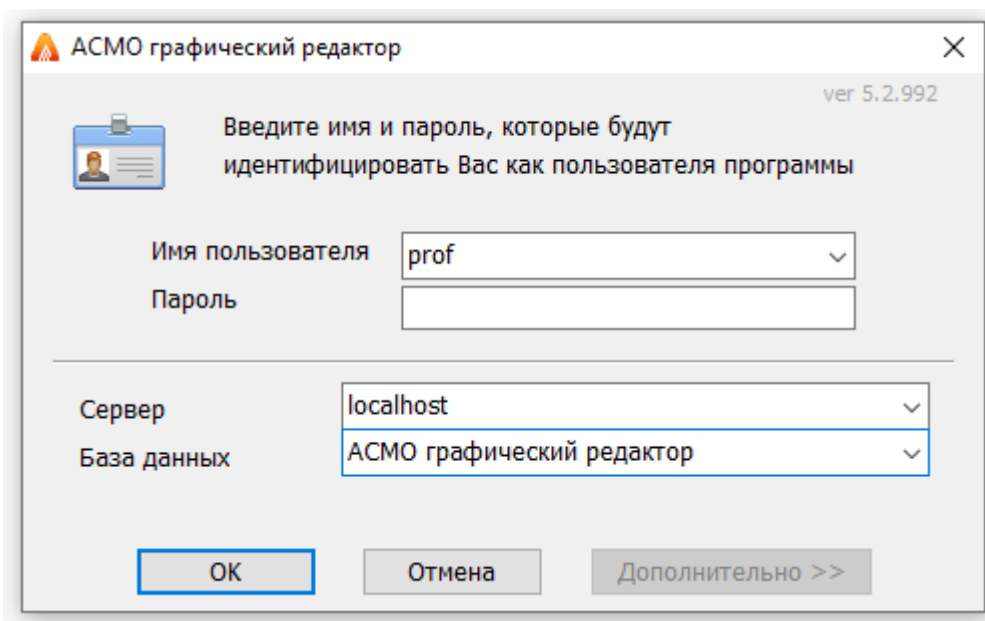 АСМО графический редактор
ver 5.2.992
Введите имя и пароль, которые будут
идентифицировать Вас как пользователя программы
Имя пользователя prof
Пароль
Сервер localhost
База данных АСМО графический редактор
OK Отмена Дополнительно >>